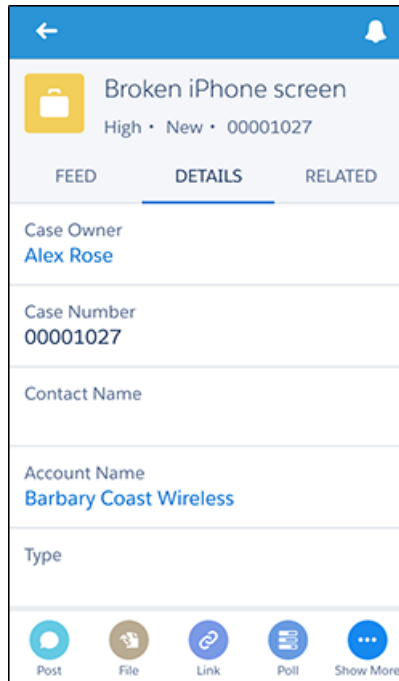 Broken iPhone screen
High • New • 00001027
FEED DETAILS RELATED
Case Owner
Alex Rose
Case Number
00001027
Contact Name
Account Name
Barbary Coast Wireless
Type
Post File Link Poll Show More